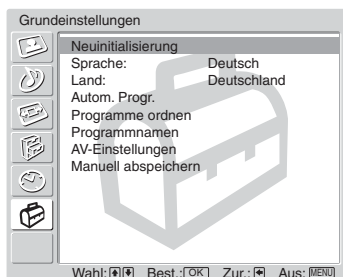 Grundeinstellungen
Neuinitialisierung
Sprache: Deutsch
Land: Deutschland
Autom. Progr.
Programme ordnen
Programmnamen
AV-Einstellungen
Manuell abspeichern
Wahl: Best.: OK Zur.: Aus: MENU